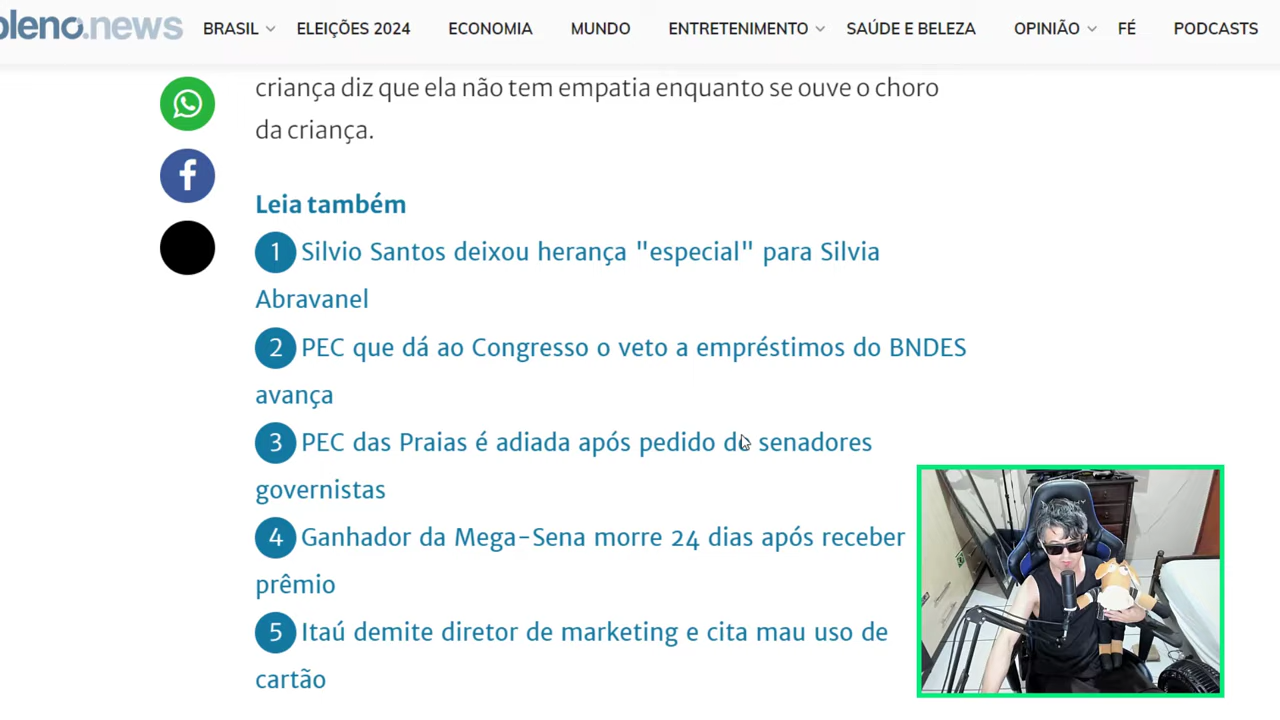 pleno.news BRASIL ELEIÇÕES 2024 ECONOMIA MUNDO ENTRETENIMENTO SAÚDE E BELEZA OPINIÃO FÉ PODCASTS
criança diz que ela não tem empatia enquanto se ouve o choro
da criança.
Leia também
1 Silvio Santos deixou herança "especial" para Silvia
Abravanel
2 PEC que dá ao Congresso o veto a empréstimos do BNDES
avança
3 PEC das Praias é adiada após pedido de senadores
governistas
4 Ganhador da Mega-Sena morre 24 dias após receber
prêmio
5 Itaú demite diretor de marketing e cita mau uso de
cartão